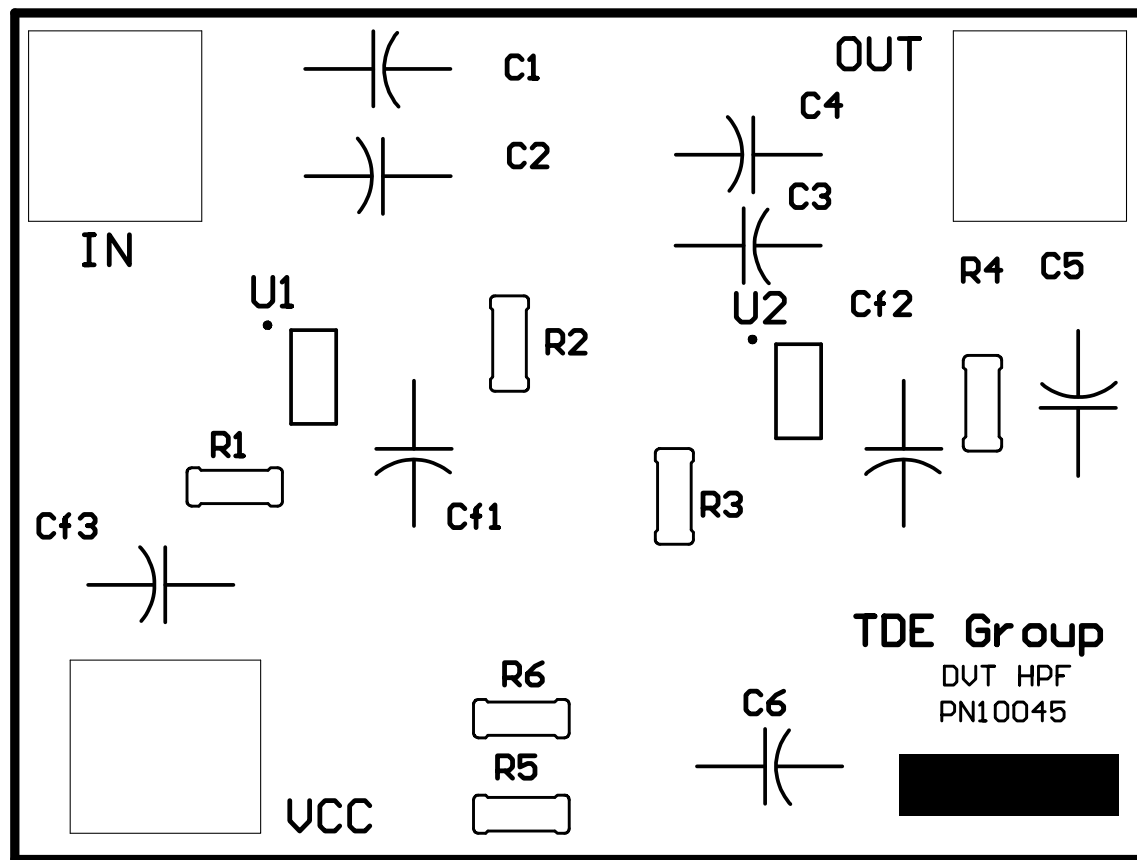 C1
OUT
C4
C2
C3
IN
R4
C5
U1
U2
Cf2
R2
R1
Cf3
Cf1
R3
TDE Group
R6
DVT HPF
C6
PN10045
R5
VCC